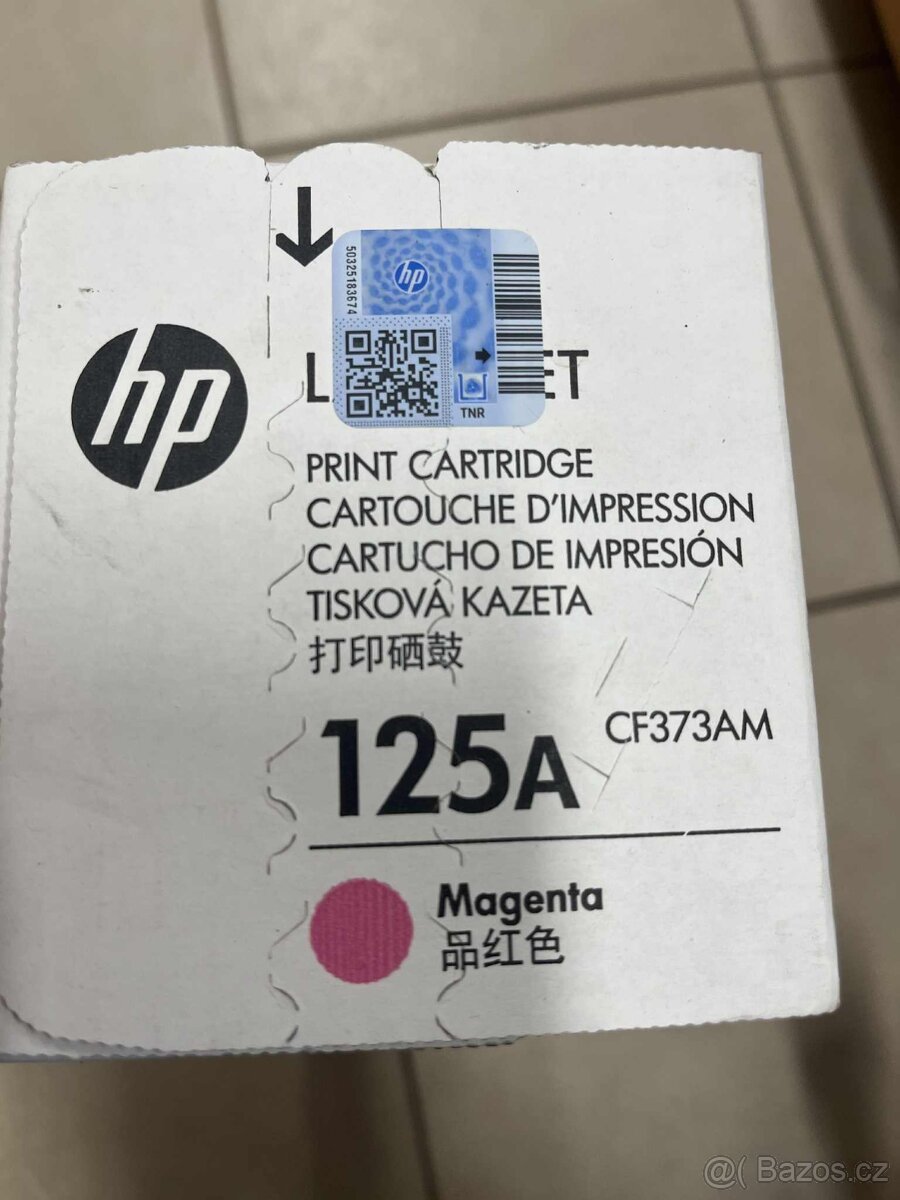 50325183674
hp
hp
TNR
PRINT CARTRIDGE
CARTOUCHE D'IMPRESSION
CARTUCHO DE IMPRESIÓN
TISKOVÁ KAZETA
打印硒鼓
125A CF373AM
Magenta
品红色
@( Bazos.cz